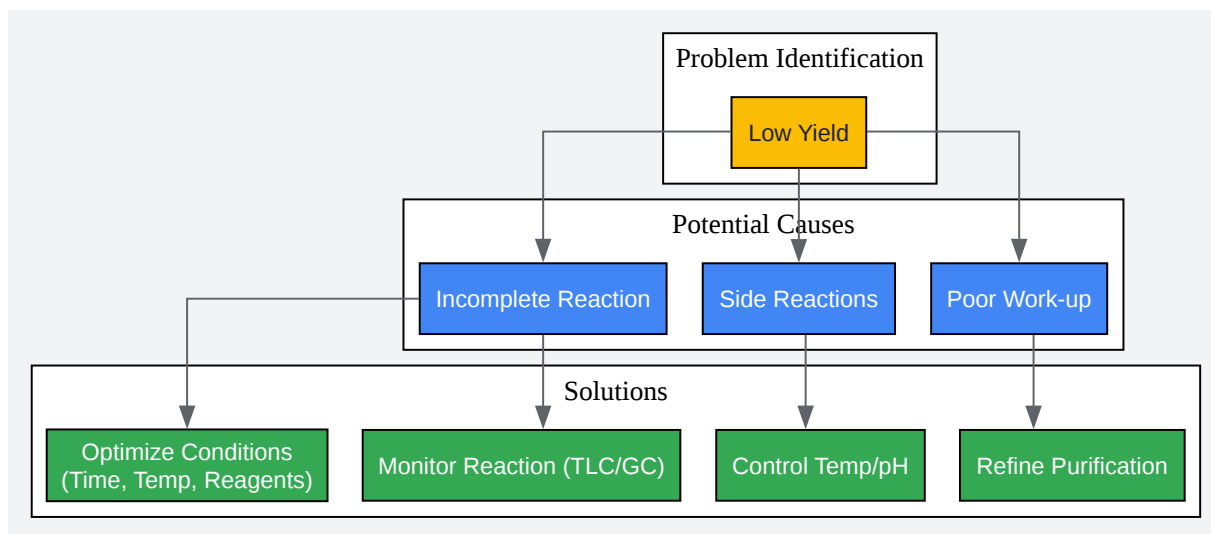 Problem Identification
Low Yield
Potential Causes
Incomplete Reaction
Side Reactions
Poor Work-up
Solutions
Optimize Conditions
(Time, Temp, Reagents)
Monitor Reaction (TLC/GC)
Control Temp/pH
Refine Purification